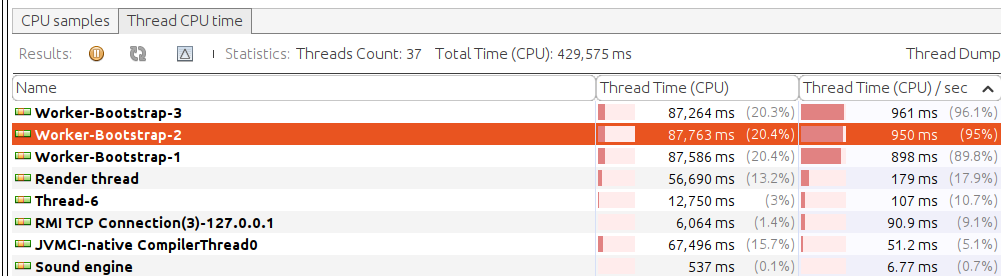 CPU samples Thread CPU time
Results: Statistics: Threads Count: 37 Total Time (CPU): 429,575 ms Thread Dump
Name Thread Time (CPU) Thread Time (CPU) / sec
Worker-Bootstrap-3 87,264 ms (20.3%) 961 ms (96.1%)
Worker-Bootstrap-2 87,763 ms (20.4%) 950 ms (95%)
Worker-Bootstrap-1 87,586 ms (20.4%) 898 ms (89.8%)
Render thread 56,690 ms (13.2%) 179 ms (17.9%)
Thread-6 12,750 ms (3%) 107 ms (10.7%)
RMI TCP Connection(3)-127.0.0.1 6,064 ms (1.4%) 90.9 ms (9.1%)
JVMCI-native CompilerThread0 67,496 ms (15.7%) 51.2 ms (5.1%)
Sound engine 537 ms (0.1%) 6.77 ms (0.7%)